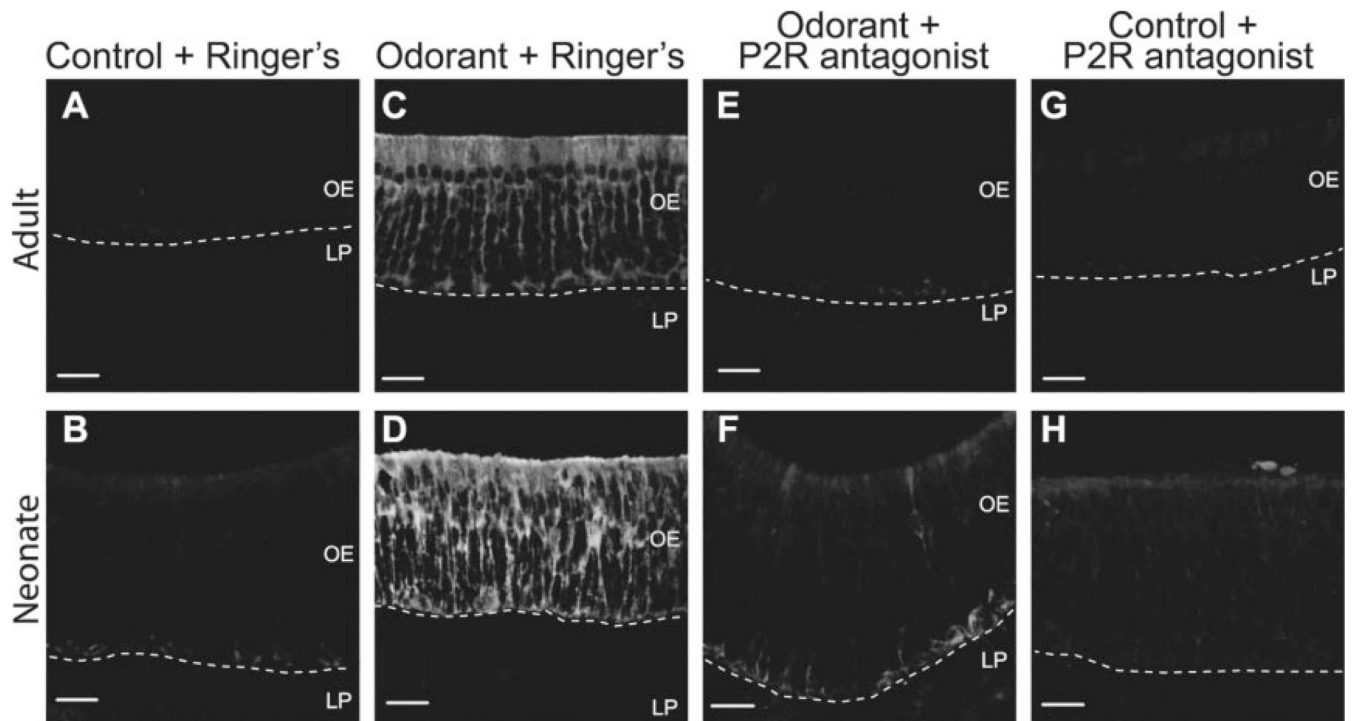 Control + Ringer's
Odorant + Ringer's
Odorant +
P2R antagonist
Control +
P2R antagonist
Adult
A
OE
LP
C
OE
LP
E
OE
LP
G
OE
LP
Neonate
B
OE
LP
D
OE
LP
F
OE
LP
H
OE
LP